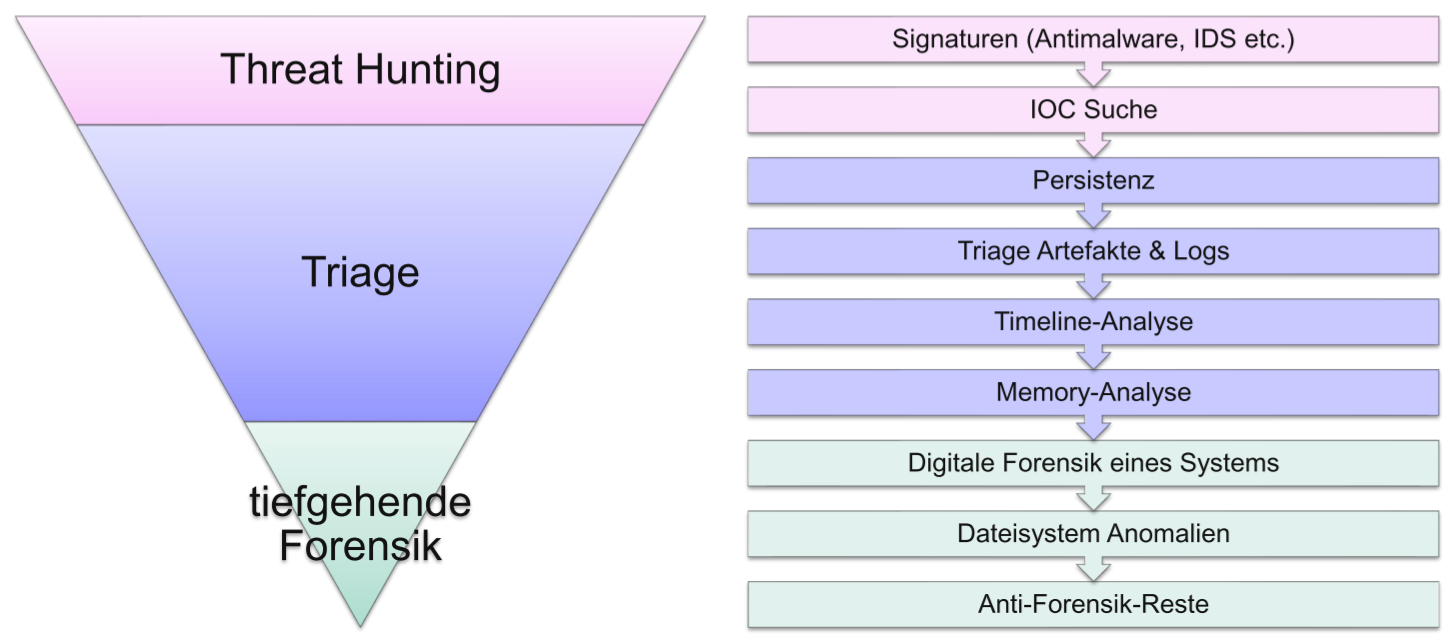 Threat Hunting
Triage
tiefgehende
Forensik
Signaturen (Antimalware, IDS etc.)
IOC Suche
Persistenz
Triage Artefakte & Logs
Timeline-Analyse
Memory-Analyse
Digitale Forensik eines Systems
Dateisystem Anomalien
Anti-Forensik-Reste